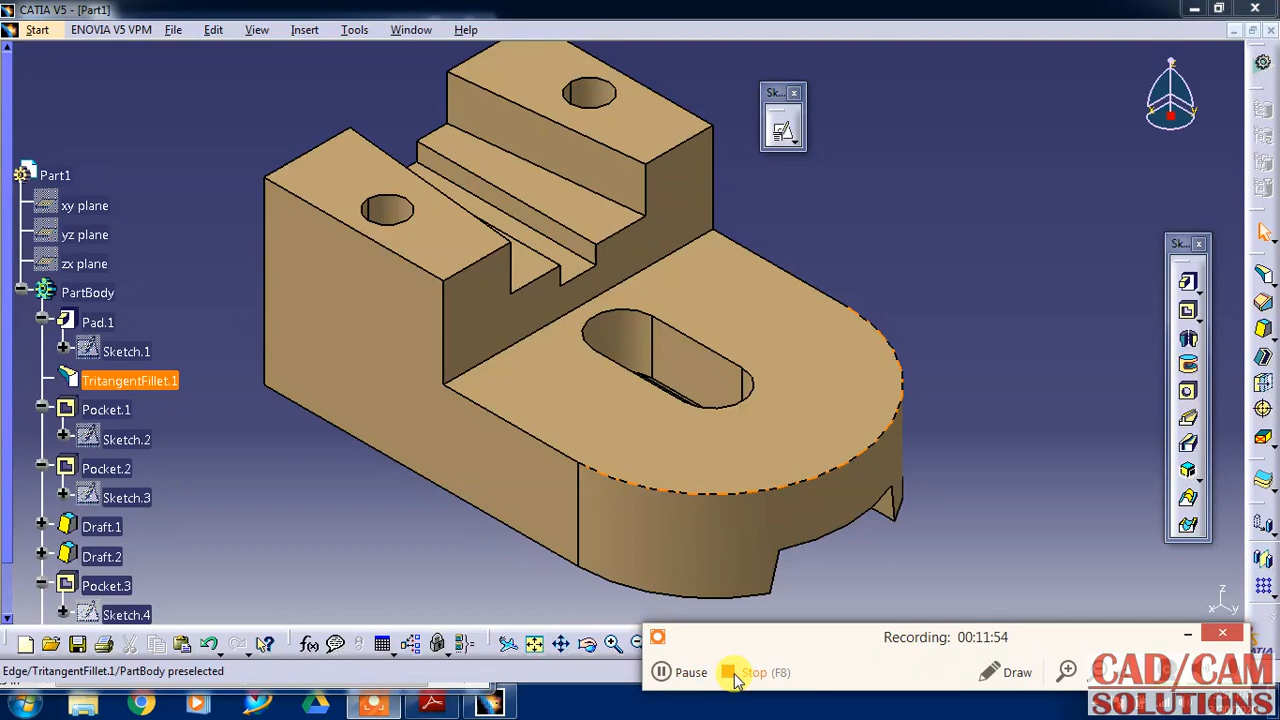 CATIA V5 - [Part1]
Start ENOVIA V5 VPM File Edit View Insert Tools Window Help
Sk...
Part1
xy plane
yz plane
zx plane
PartBody
Pad.1
Sketch.1
TritangentFillet.1
Pocket.1
Sketch.2
Pocket.2
Sketch.3
Draft.1
Draft.2
Pocket.3
Sketch.4
Sk...
z
x
y
Recording: 00:11:54
Pause
Stop (F8)
Draw
Edge/TritangentFillet.1/PartBody preselected
CAD/CAM
SOLUTIONS